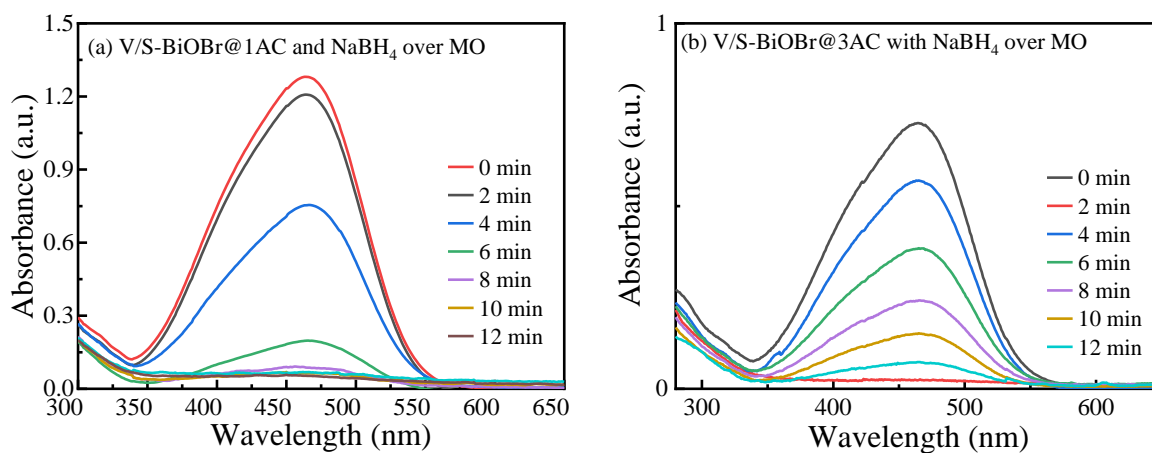 (a) V/S-BiOBr@1AC and NaBH₄ over MO
Absorbance (a.u.)
1.5
1.2
0.9
0.6
0.3
0.0
0 min
2 min
4 min
6 min
8 min
10 min
12 min
300 350 400 450 500 550 600 650
Wavelength (nm)
(b) V/S-BiOBr@3AC with NaBH₄ over MO
Absorbance (a.u.)
1
0
0 min
2 min
4 min
6 min
8 min
10 min
12 min
300 400 500 600
Wavelength (nm)